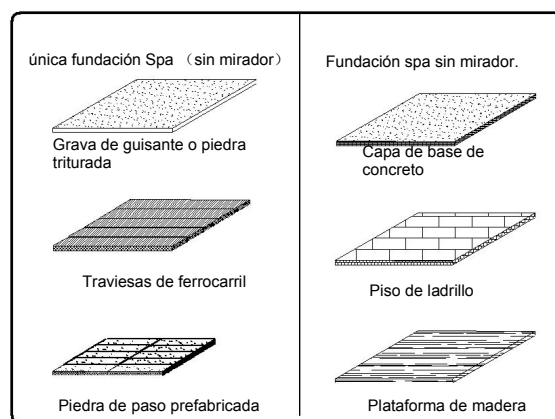 única fundación Spa （sin mirador）
Grava de guisante o piedra
triturada
Traviesas de ferrocarril
Piedra de paso prefabricada
Fundación spa sin mirador.
Capa de base de
concreto
Piso de ladrillo
Plataforma de madera